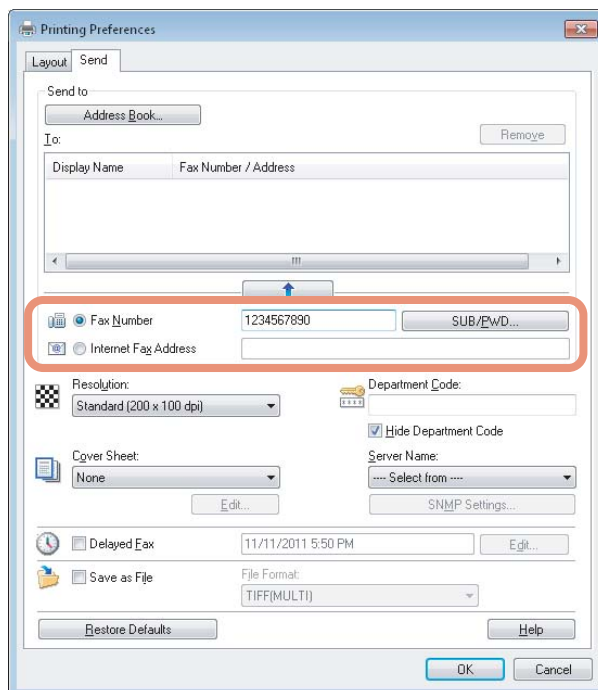 Printing Preferences
Layout Send
Send to
Address Book...
To: Remove
Display Name Fax Number / Address
Fax Number 1234567890 SUB/PWD...
Internet Fax Address
Resolution: Department Code:
Standard (200 x 100 dpi)
Hide Department Code
Cover Sheet: Server Name:
None ---- Select from ----
Edit... SNMP Settings...
Delayed Fax 11/11/2011 5:50 PM Edit...
Save as File File Format:
TIFF(MULTI)
Restore Defaults Help
OK Cancel